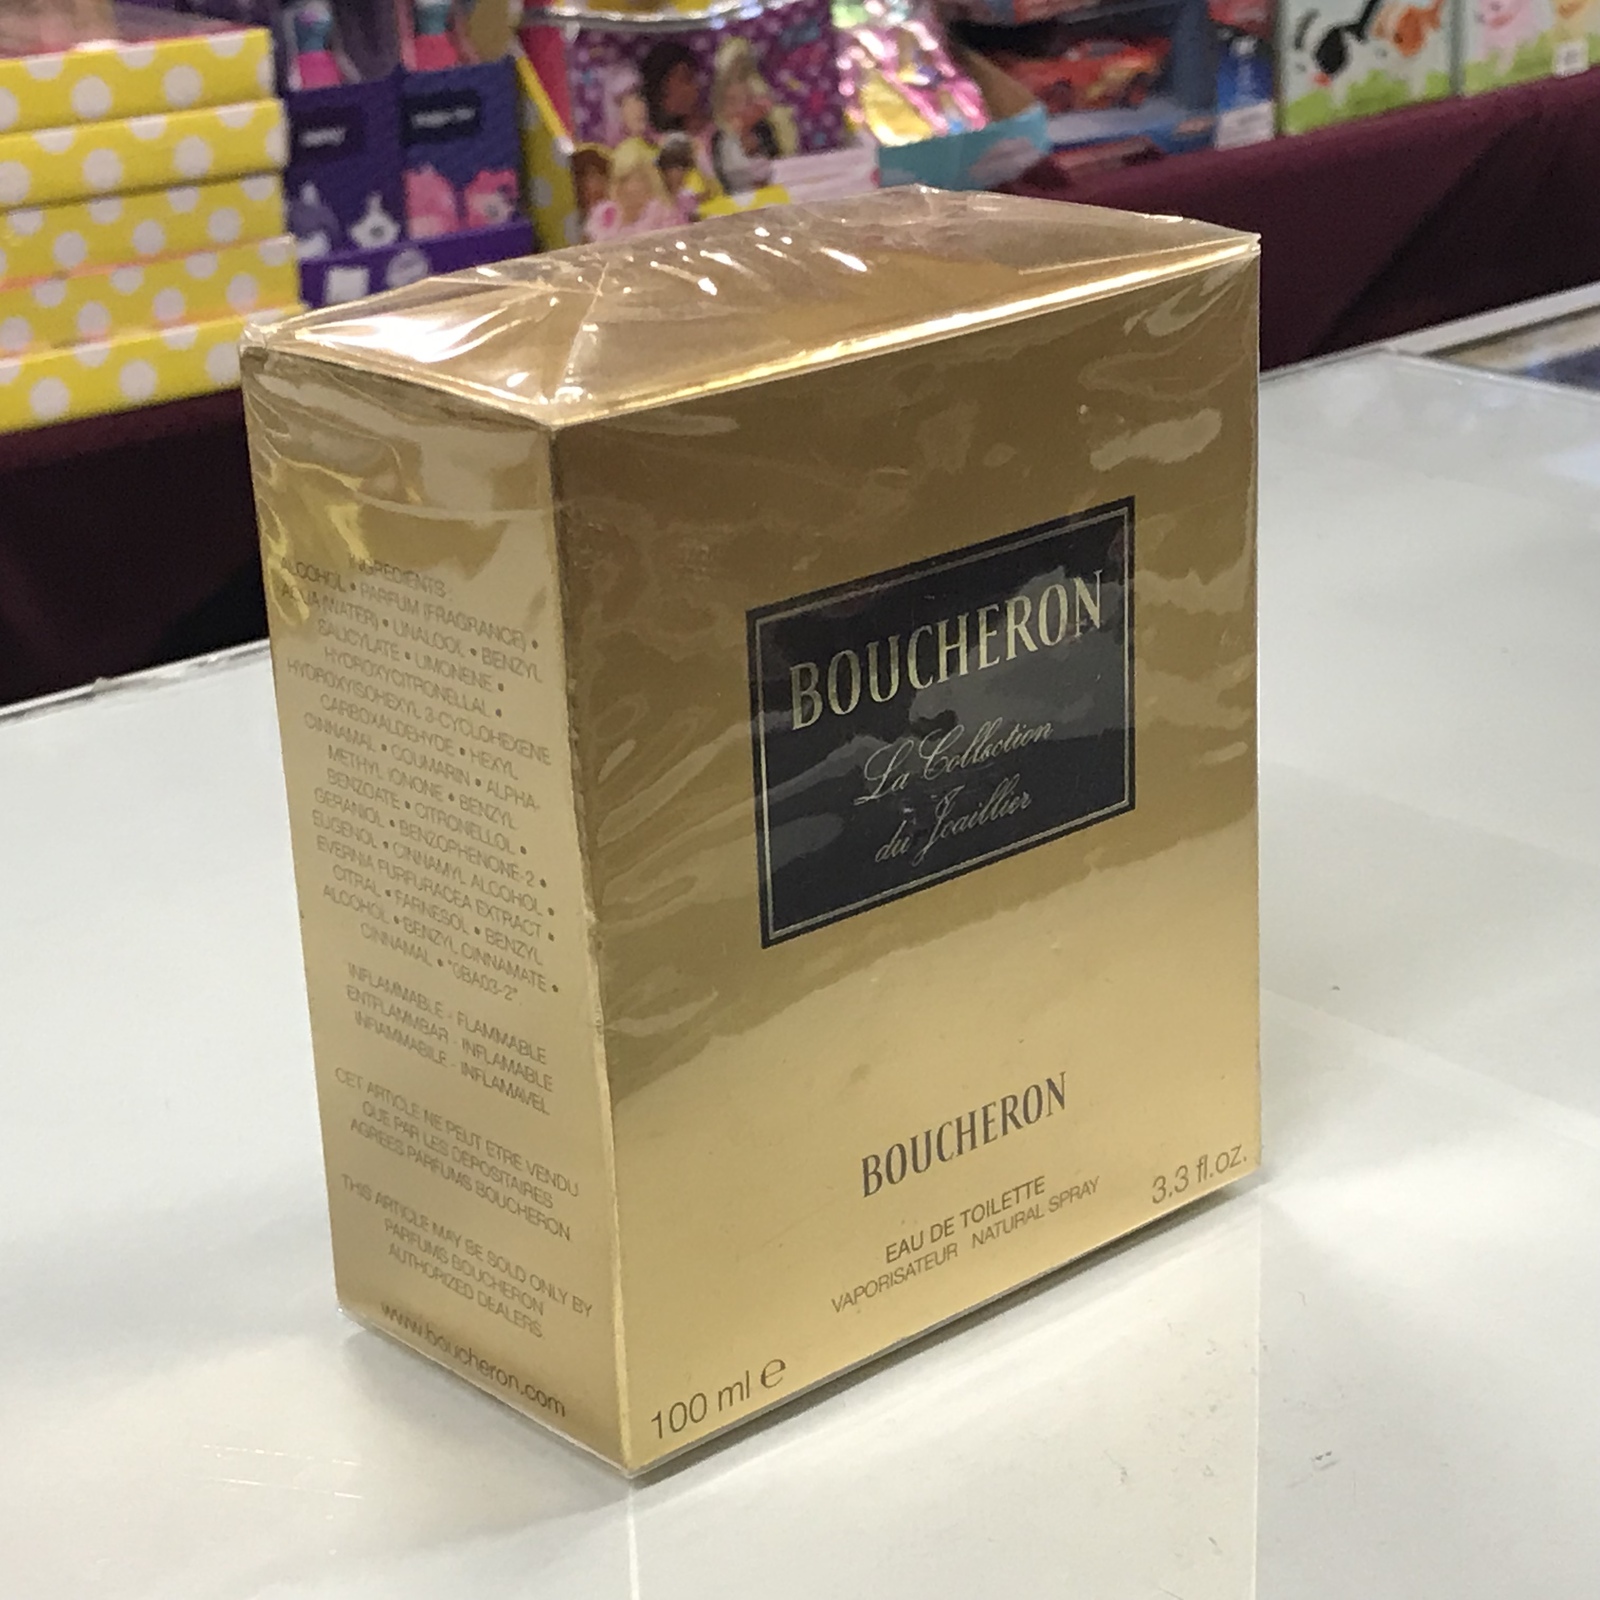 INGREDIENTS :
ALCOHOL • PARFUM (FRAGRANCE) •
AQUA (WATER) • LINALOOL • BENZYL
SALICYLATE • LIMONENE •
HYDROXYCITRONELLAL •
HYDROXYISOHEXYL 3-CYCLOHEXENE
CARBOXALDEHYDE • HEXYL
CINNAMAL • COUMARIN • ALPHA-
METHYL IONONE • BENZYL
BENZOATE • CITRONELLOL •
GERANIOL • BENZOPHENONE-2 •
EUGENOL • CINNAMYL ALCOHOL •
EVERNIA FURFURACEA EXTRACT •
CITRAL • FARNESOL • BENZYL
ALCOHOL • BENZYL CINNAMATE •
CINNAMAL • "0BA03-2"
INFLAMMABLE - FLAMMABLE
ENTFLAMMBAR - INFLAMABLE
INFIAMMABILE - INFLAMAVEL
CET ARTICLE NE PEUT ETRE VENDU
QUE PAR LES DEPOSITAIRES
AGREES PARFUMS BOUCHERON
THIS ARTICLE MAY BE SOLD ONLY BY
PARFUMS BOUCHERON
AUTHORIZED DEALERS
www.boucheron.com
BOUCHERON
La Collection
du Joaillier
BOUCHERON
EAU DE TOILETTE
VAPORISATEUR NATURAL SPRAY
3.3 fl.oz.
100 ml e